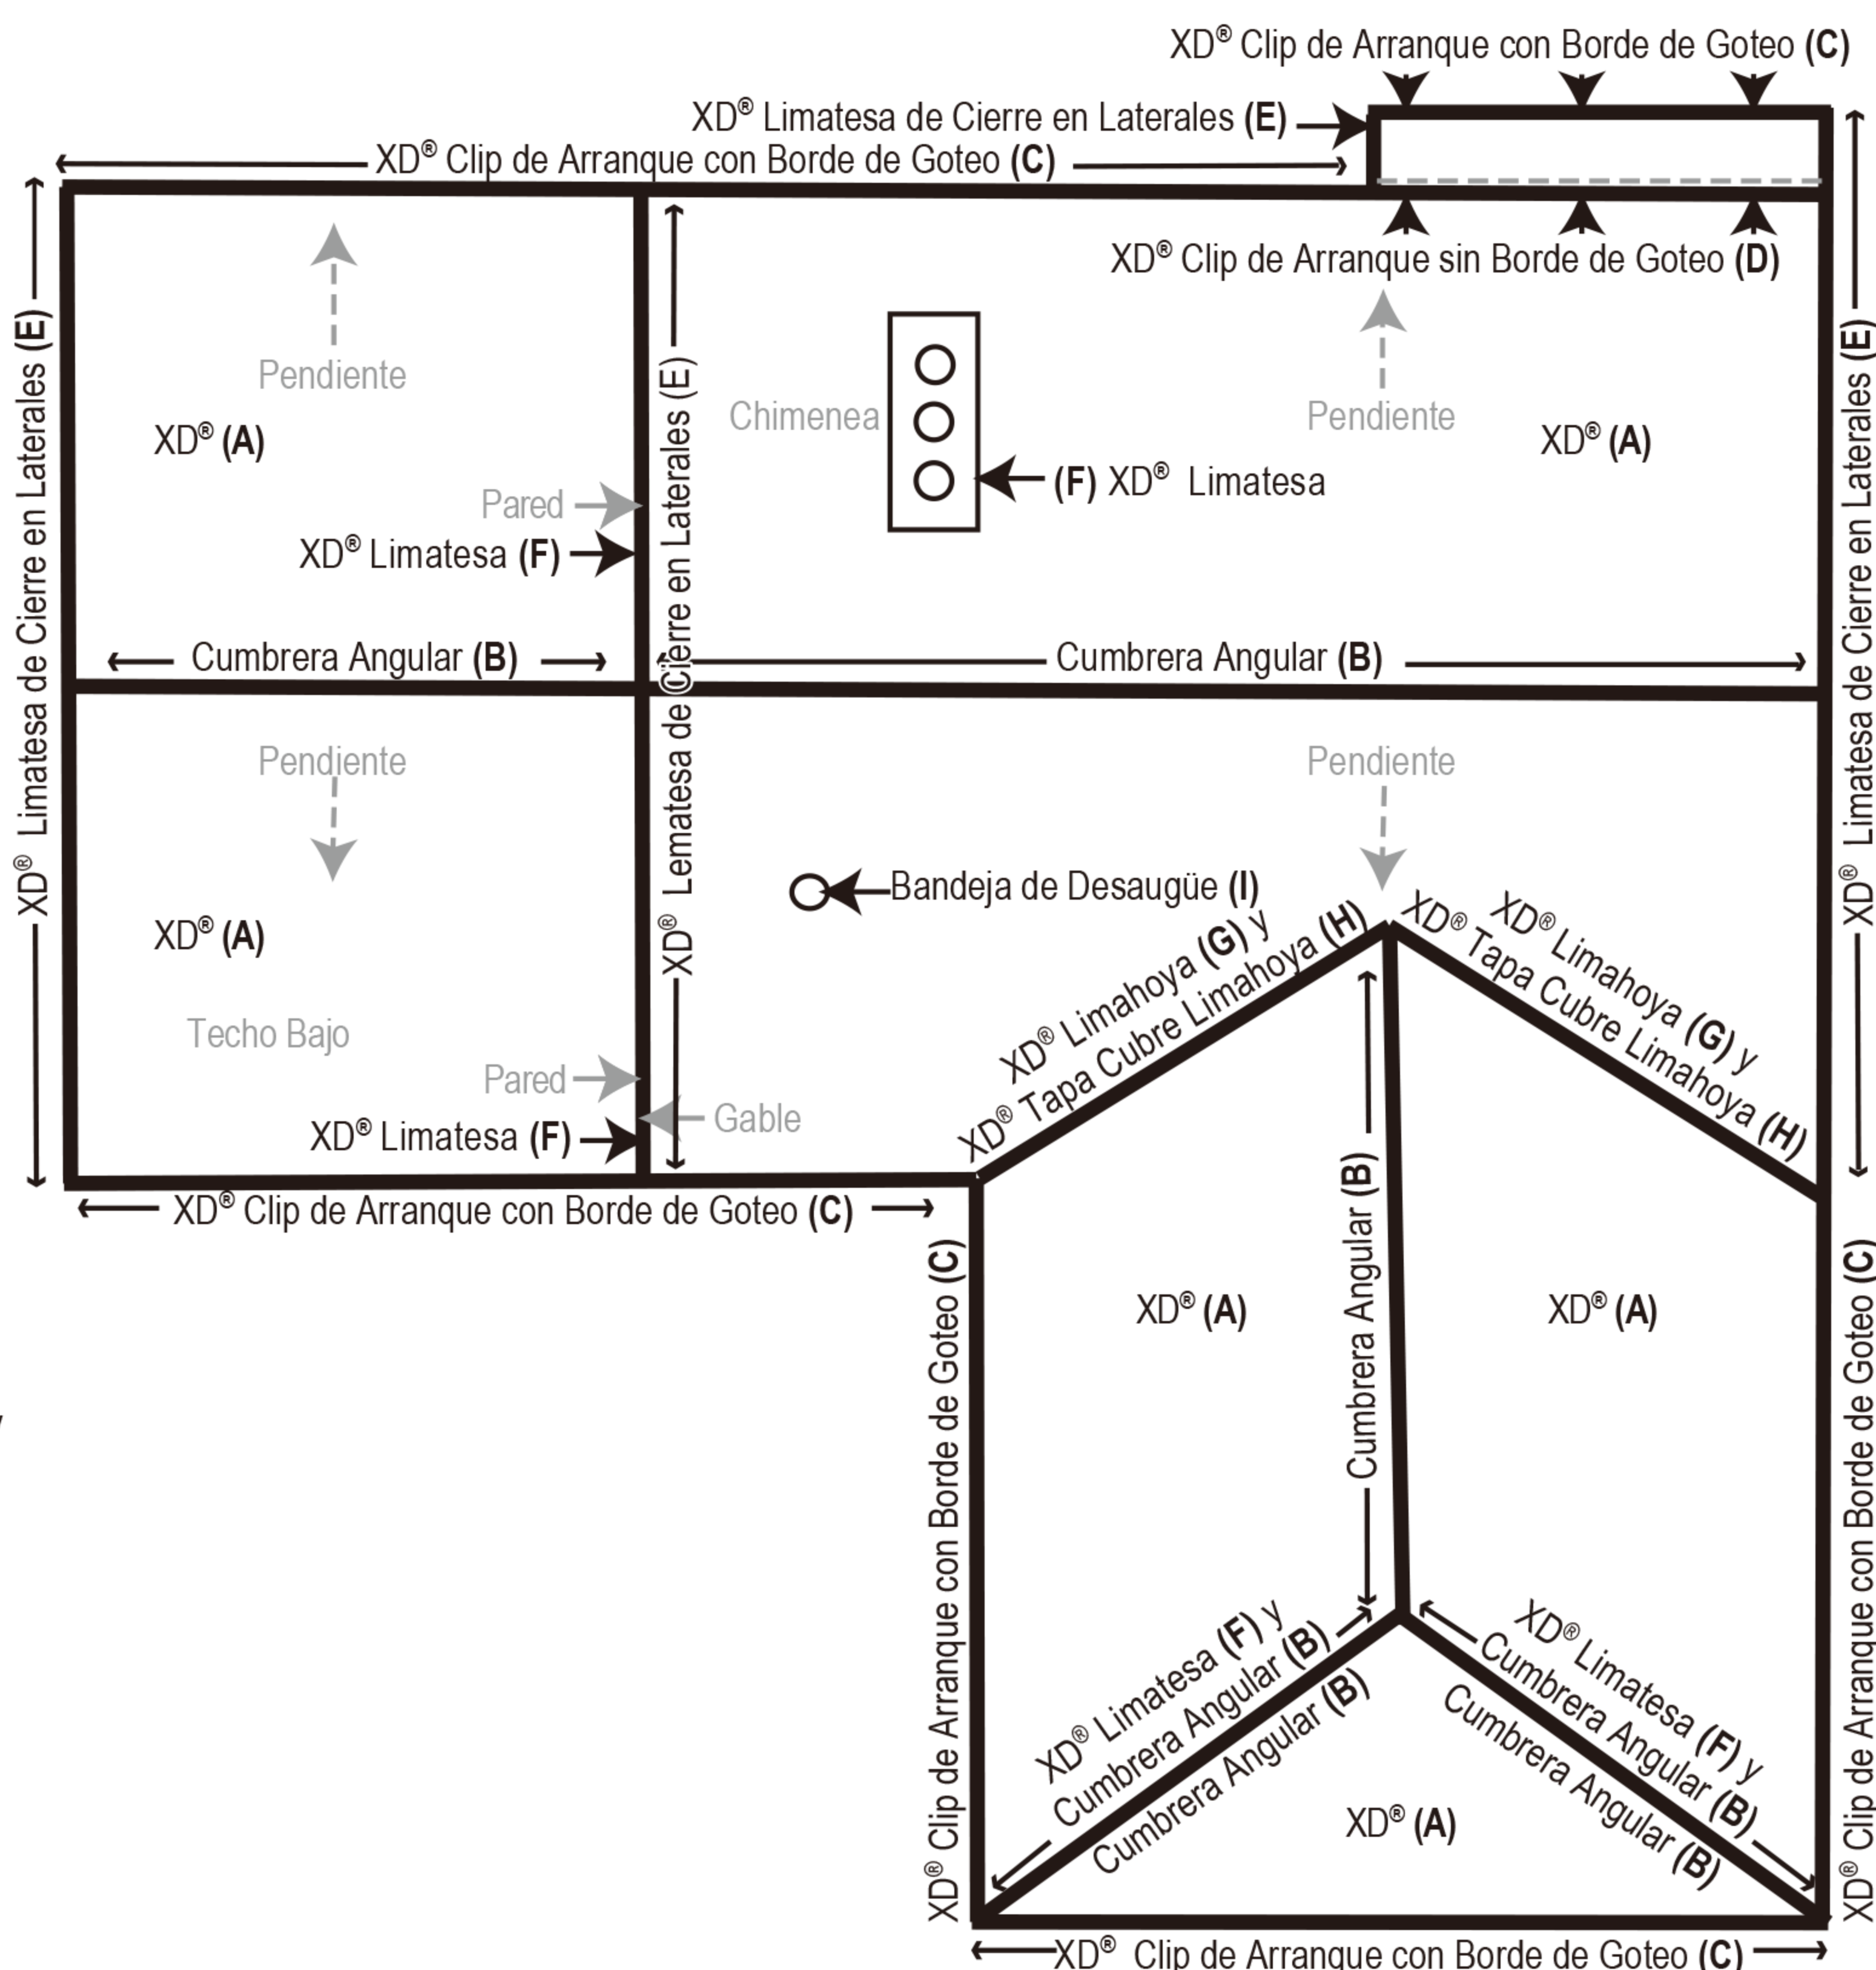 XD® Clip de Arranque con Borde de Goteo (C)
XD® Limatesa de Cierre en Laterales (E)
XD® Clip de Arranque con Borde de Goteo (C)
XD® Clip de Arranque sin Borde de Goteo (D)
XD® Limatesa de Cierre en Laterales (E)
Pendiente
XD® (A)
Pared
XD® Limatesa (F)
XD® Lematesa de Cierre en Laterales (E)
Chimenea
(F) XD® Limatesa
Pendiente
XD® (A)
XD® Limatesa de Cierre en Laterales (E)
Cumbrera Angular (B)
Cumbrera Angular (B)
Pendiente
Pendiente
XD® (A)
Bandeja de Desaugüe (I)
Techo Bajo
Pared
Gable
XD® Limatesa (F)
XD® Limahoya (G) y
XD® Tapa Cubre Limahoya (H)
XD® Limahoya (G) y
XD® Tapa Cubre Limahoya (H)
XD® Clip de Arranque con Borde de Goteo (C)
XD® Clip de Arranque con Borde de Goteo (C)
XD® (A)
Cumbrera Angular (B)
XD® (A)
XD® Clip de Arranque con Borde de Goteo (C)
XD® Limatesa (F) y
Cumbrera Angular (B)
Cumbrera Angular (B)
XD® Limatesa (F) y
Cumbrera Angular (B)
Cumbrera Angular (B)
XD® (A)
XD® Clip de Arranque con Borde de Goteo (C)